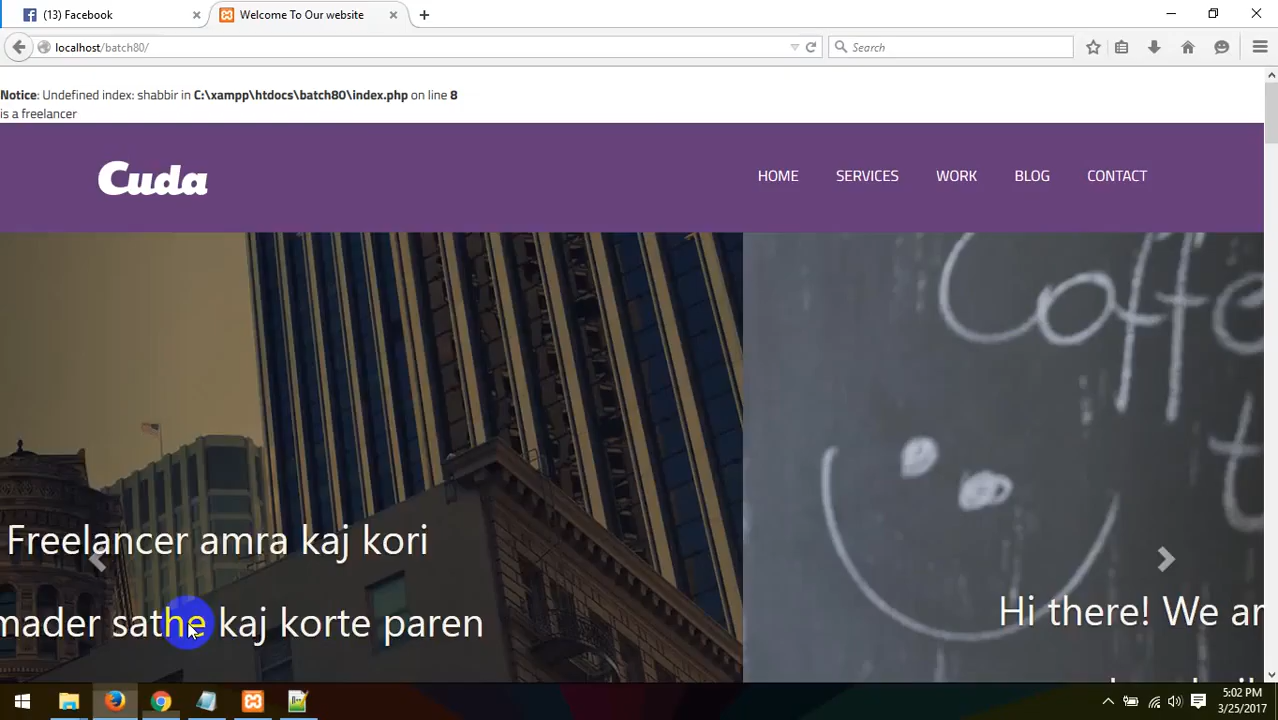 (13) Facebook
Welcome To Our website
localhost/batch80/
Search
Notice: Undefined index: shabbir in C:\xampp\htdocs\batch80\index.php on line 8
is a freelancer
Cuda
HOME SERVICES WORK BLOG CONTACT
Coffe
Freelancer amra kaj kori
mader sathe kaj korte paren
Hi there! We ar
5:02 PM
3/25/2017